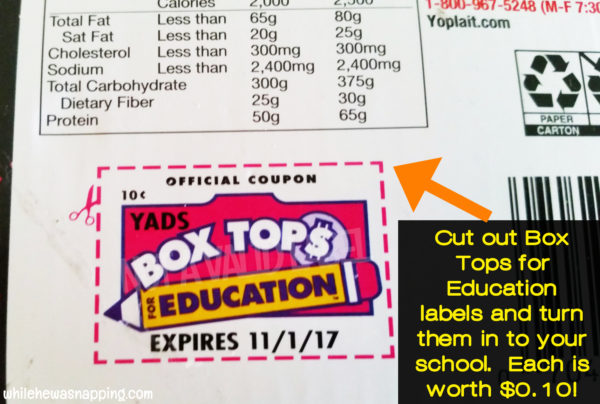 Calories 2,000 2,500
Total Fat Less than 65g 80g
Sat Fat Less than 20g 25g
Cholesterol Less than 300mg 300mg
Sodium Less than 2,400mg 2,400mg
Total Carbohydrate 300g 375g
Dietary Fiber 25g 30g
Protein 50g 65g
1-800-967-5248 (M-F 7:30
Yoplait.com
PAPER
CARTON
OFFICIAL COUPON
10¢
YADS
BOX TOP$
FOR EDUCATION
EXPIRES 11/1/17
Cut out Box
Tops for
Education
labels and turn
them in to your
school. Each is
worth $0.10!
whilehewasnapping.com